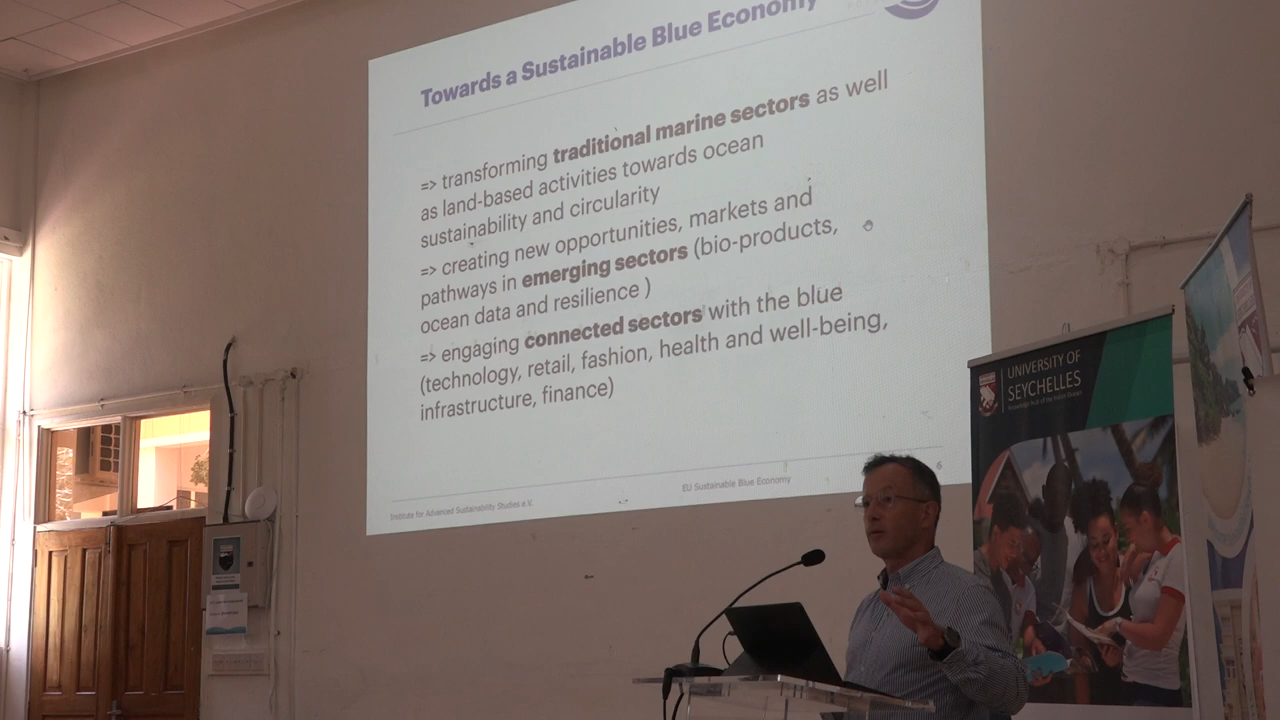 Towards a Sustainable Blue Economy
=> transforming traditional marine sectors as well
as land-based activities towards ocean
sustainability and circularity
=> creating new opportunities, markets and
pathways in emerging sectors (bio-products,
ocean data and resilience )
=> engaging connected sectors with the blue
(technology, retail, fashion, health and well-being,
infrastructure, finance)
Institute for Advanced Sustainability Studies e.V.
EU Sustainable Blue Economy
6
UNIVERSITY OF
SEYCHELLES